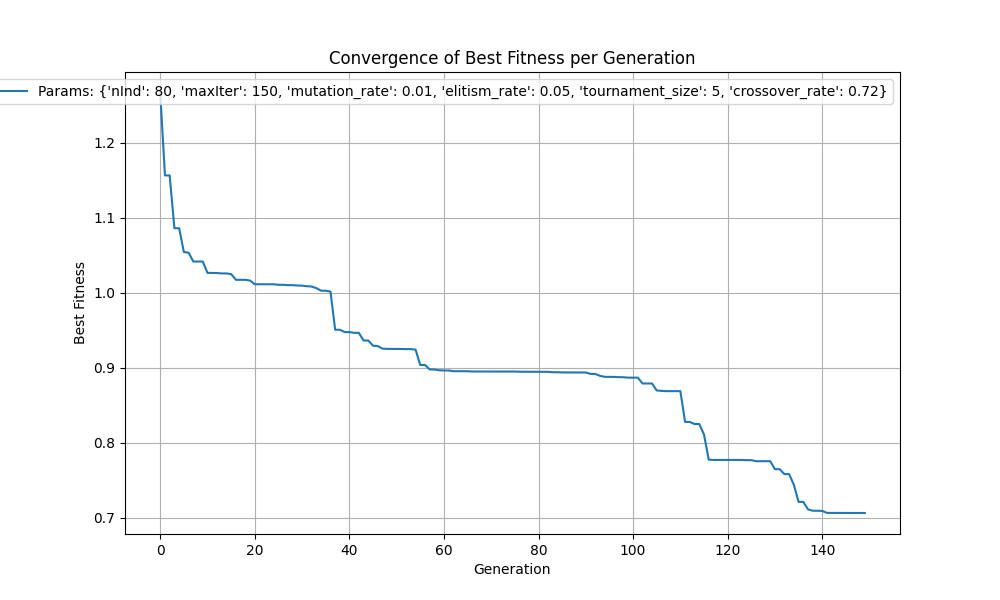 Convergence of Best Fitness per Generation
Params: {'nInd': 80, 'maxIter': 150, 'mutation_rate': 0.01, 'elitism_rate': 0.05, 'tournament_size': 5, 'crossover_rate': 0.72}
1.2
1.1
1.0
0.9
0.8
0.7
Best Fitness
0 20 40 60 80 100 120 140
Generation